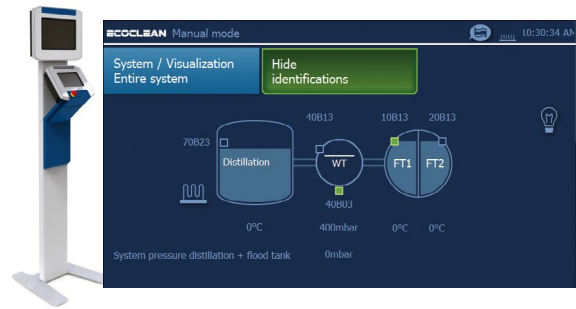 ECOCLEAN Manual mode
10:30:34 AM
System / Visualization
Entire system
Hide
identifications
40B13
10B13
20B13
70B23
Distillation
WT
FT1
FT2
40B03
0°C
400mbar
0°C
0°C
System pressure distillation + flood tank
0mbar